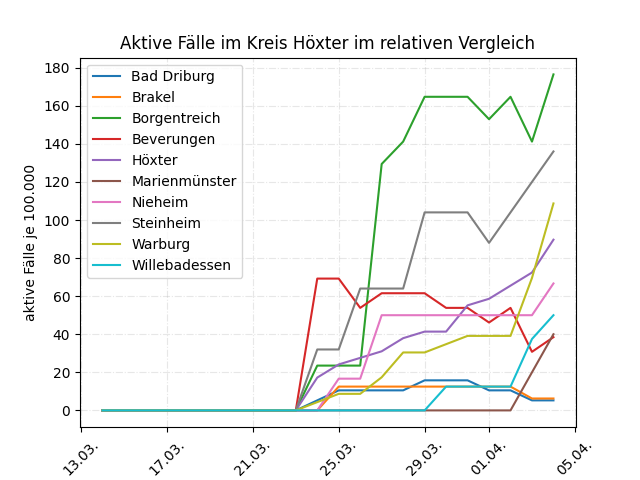 Aktive Fälle im Kreis Höxter im relativen Vergleich
aktive Fälle je 100.000
180
160
140
120
100
80
60
40
20
0
Bad Driburg
Brakel
Borgentreich
Beverungen
Höxter
Marienmünster
Nieheim
Steinheim
Warburg
Willebadessen
13.03.
17.03.
21.03.
25.03.
29.03.
01.04.
05.04.